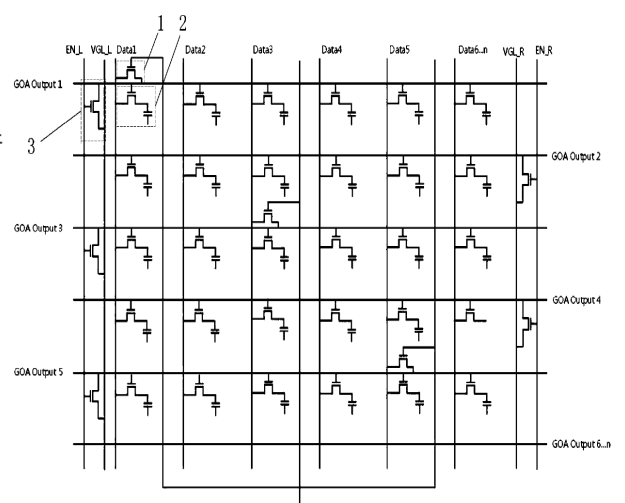 1 2
EN_L VGL_L Data1 Data2 Data3 Data4 Data5 Data6...n VGL_R EN_R
GOA Output 1
3
GOA Output 2
GOA Output 3
GOA Output 4
GOA Output 5
GOA Output 6...n